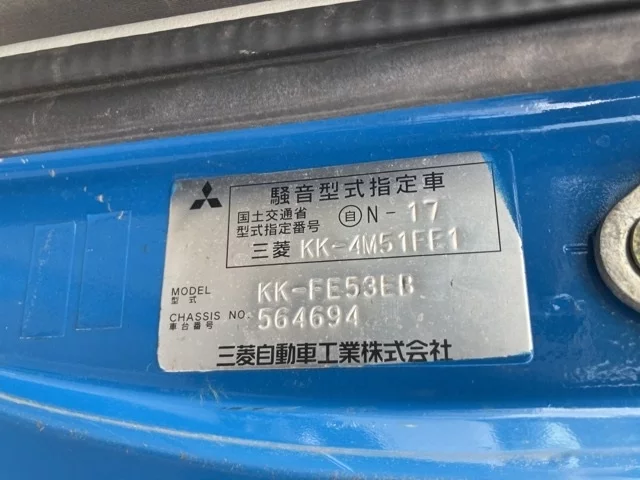 騒音型式指定車
国土交通省
型式指定番号 自N-17
三菱 KK-4M51FE1
MODEL
型式 KK-FE53EB
CHASSIS NO.
車台番号 564694
三菱自動車工業株式会社